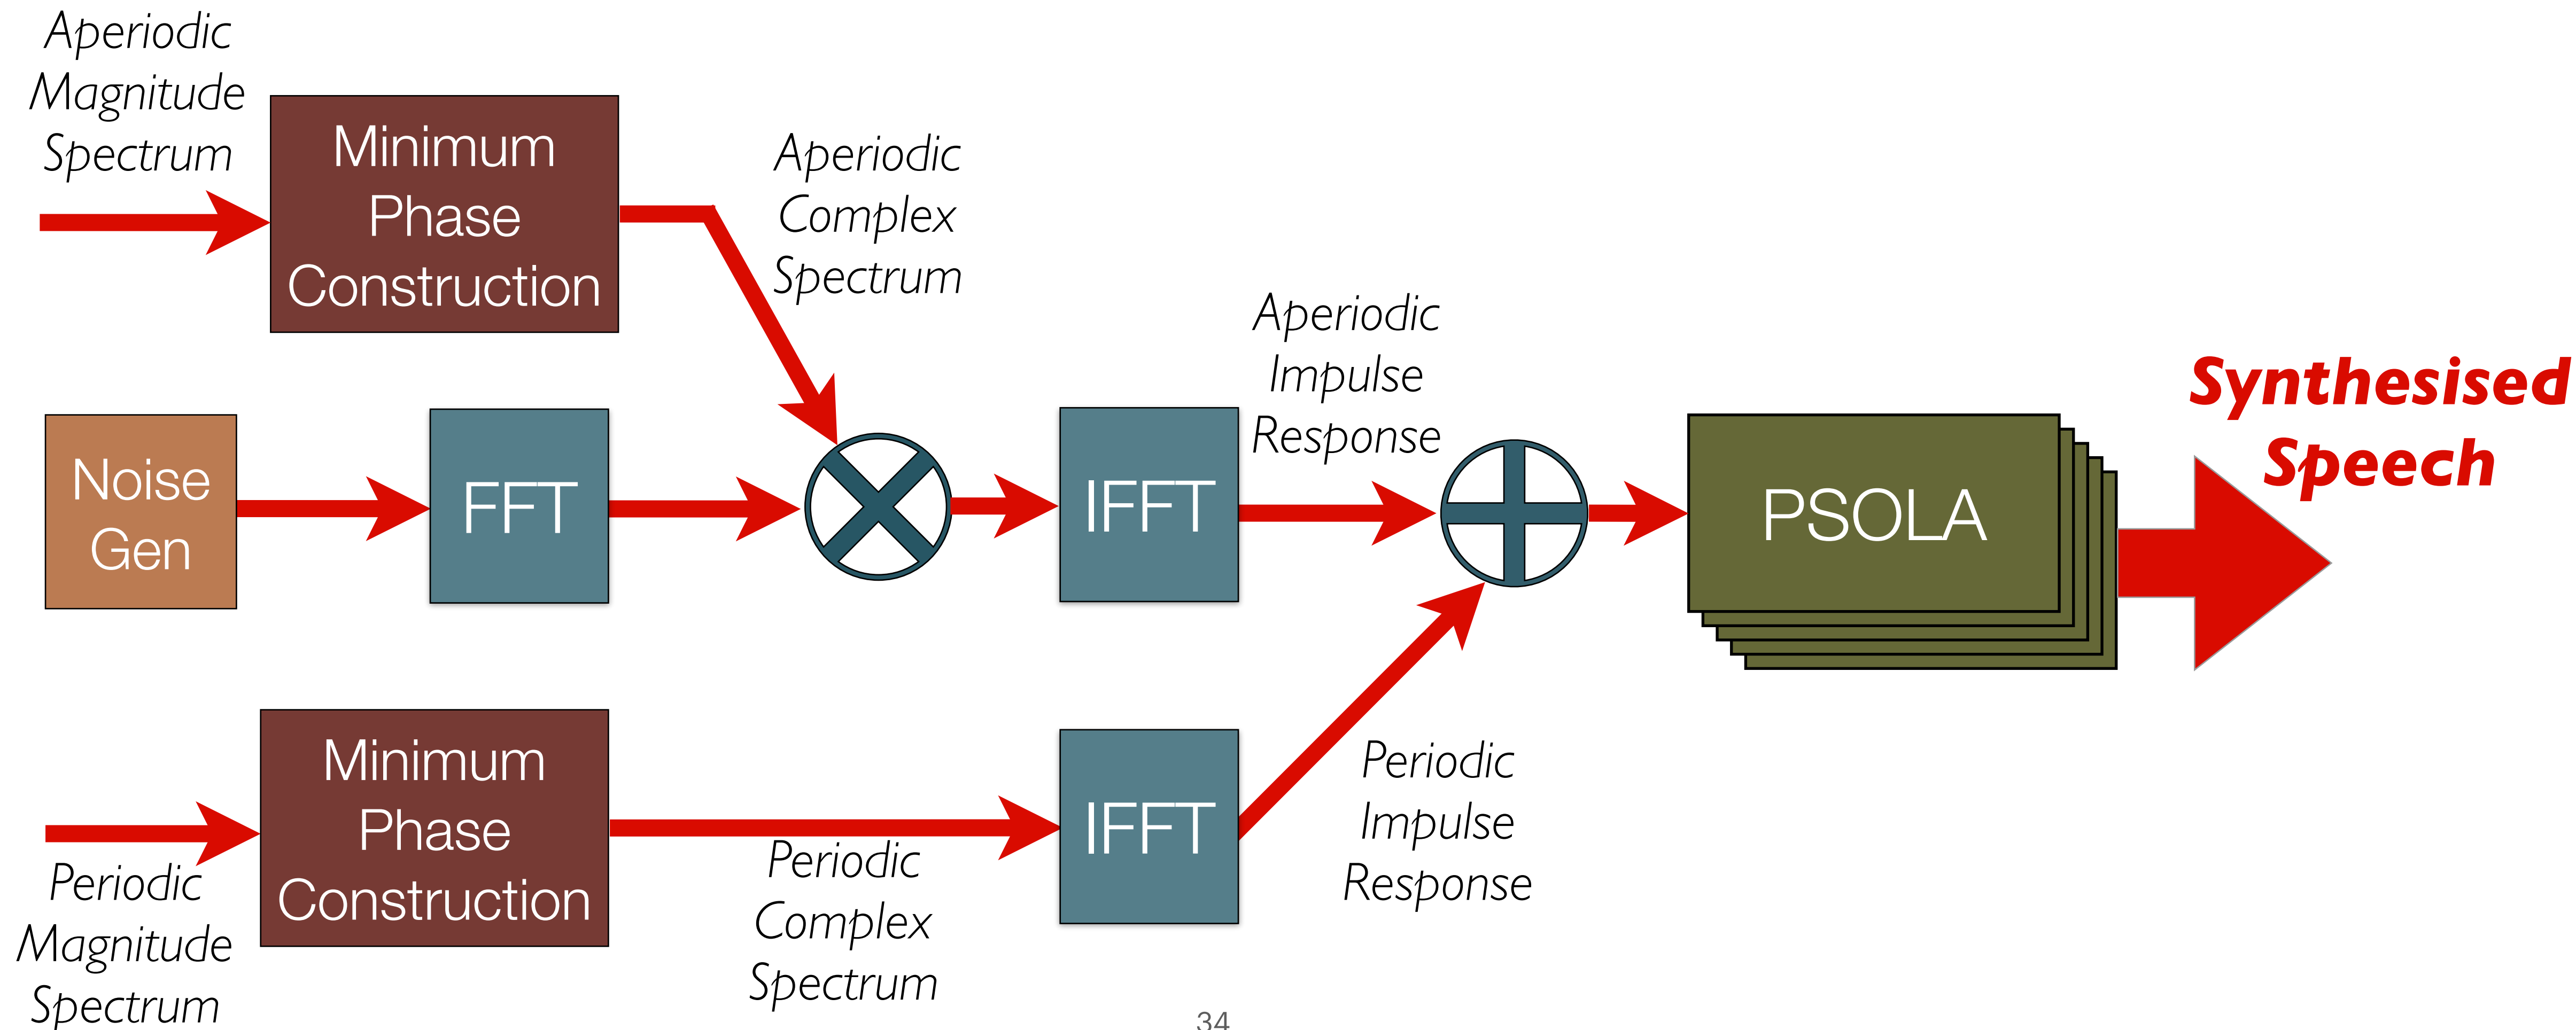 Aperiodic
Magnitude
Spectrum
Minimum
Phase
Construction
Aperiodic
Complex
Spectrum
Noise
Gen
FFT
IFFT
Aperiodic
Impulse
Response
PSOLA
Synthesised
Speech
Periodic
Magnitude
Spectrum
Minimum
Phase
Construction
Periodic
Complex
Spectrum
IFFT
Periodic
Impulse
Response
34